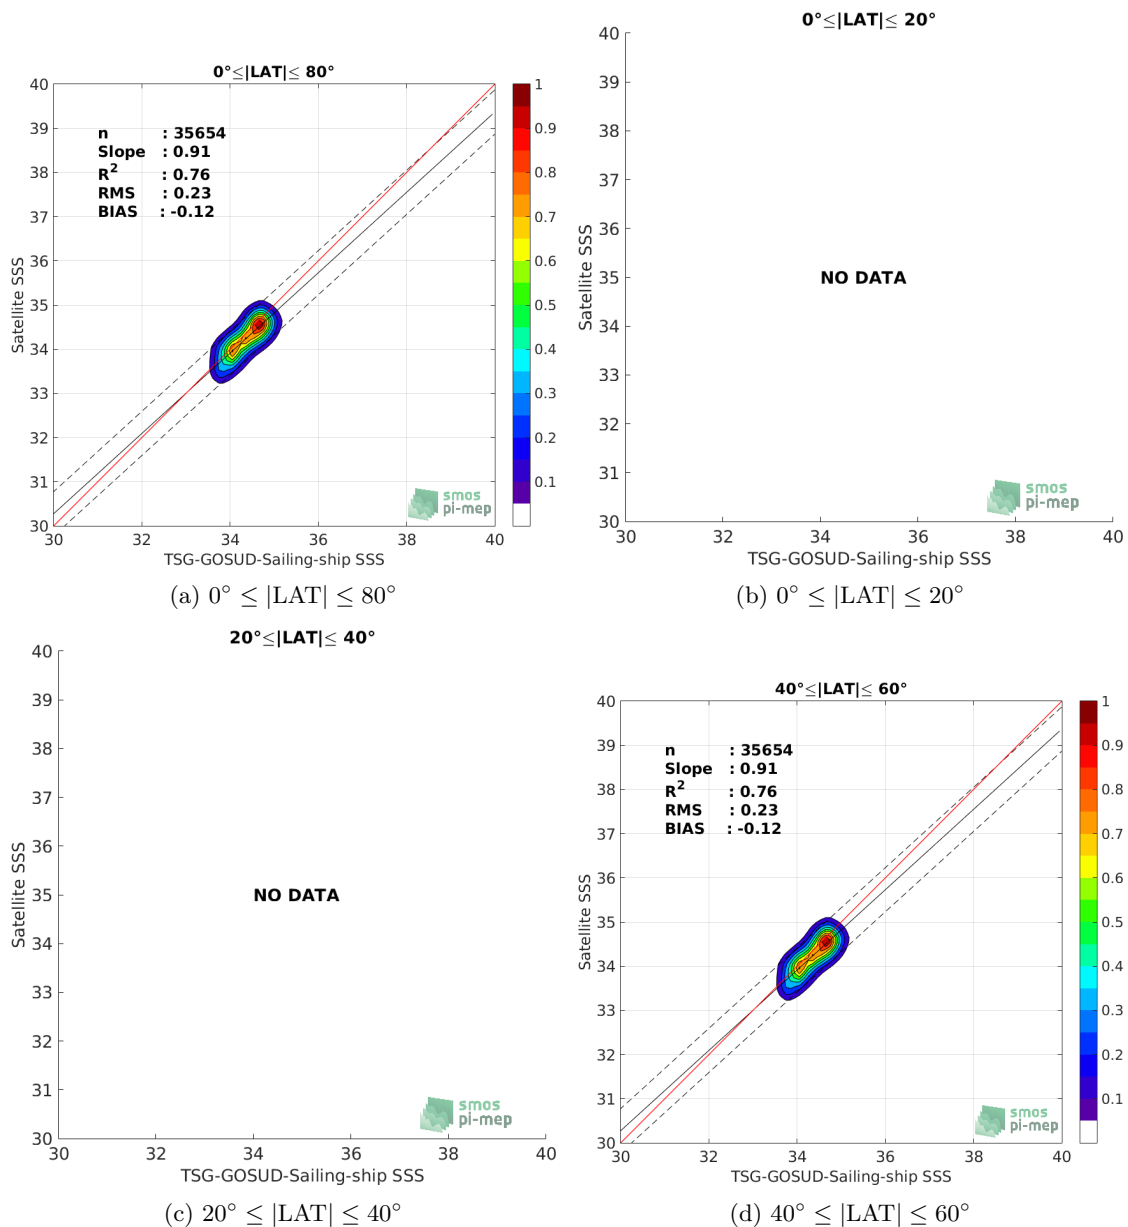 0°≤|LAT|≤ 80°
40
39
38
37
36
35
34
33
32
31
30
Satellite SSS
n : 35654
Slope : 0.91
R² : 0.76
RMS : 0.23
BIAS : -0.12
smos
pi-mep
30 32 34 36 38 40
TSG-GOSUD-Sailing-ship SSS
1
0.9
0.8
0.7
0.6
0.5
0.4
0.3
0.2
0.1
(a) 0° ≤ |LAT| ≤ 80°
0°≤|LAT|≤ 20°
40
39
38
37
36
35
34
33
32
31
30
Satellite SSS
NO DATA
smos
pi-mep
30 32 34 36 38 40
TSG-GOSUD-Sailing-ship SSS
(b) 0° ≤ |LAT| ≤ 20°
20°≤|LAT|≤ 40°
40
39
38
37
36
35
34
33
32
31
30
Satellite SSS
NO DATA
smos
pi-mep
30 32 34 36 38 40
TSG-GOSUD-Sailing-ship SSS
(c) 20° ≤ |LAT| ≤ 40°
40°≤|LAT|≤ 60°
40
39
38
37
36
35
34
33
32
31
30
Satellite SSS
n : 35654
Slope : 0.91
R² : 0.76
RMS : 0.23
BIAS : -0.12
smos
pi-mep
30 32 34 36 38 40
TSG-GOSUD-Sailing-ship SSS
1
0.9
0.8
0.7
0.6
0.5
0.4
0.3
0.2
0.1
(d) 40° ≤ |LAT| ≤ 60°